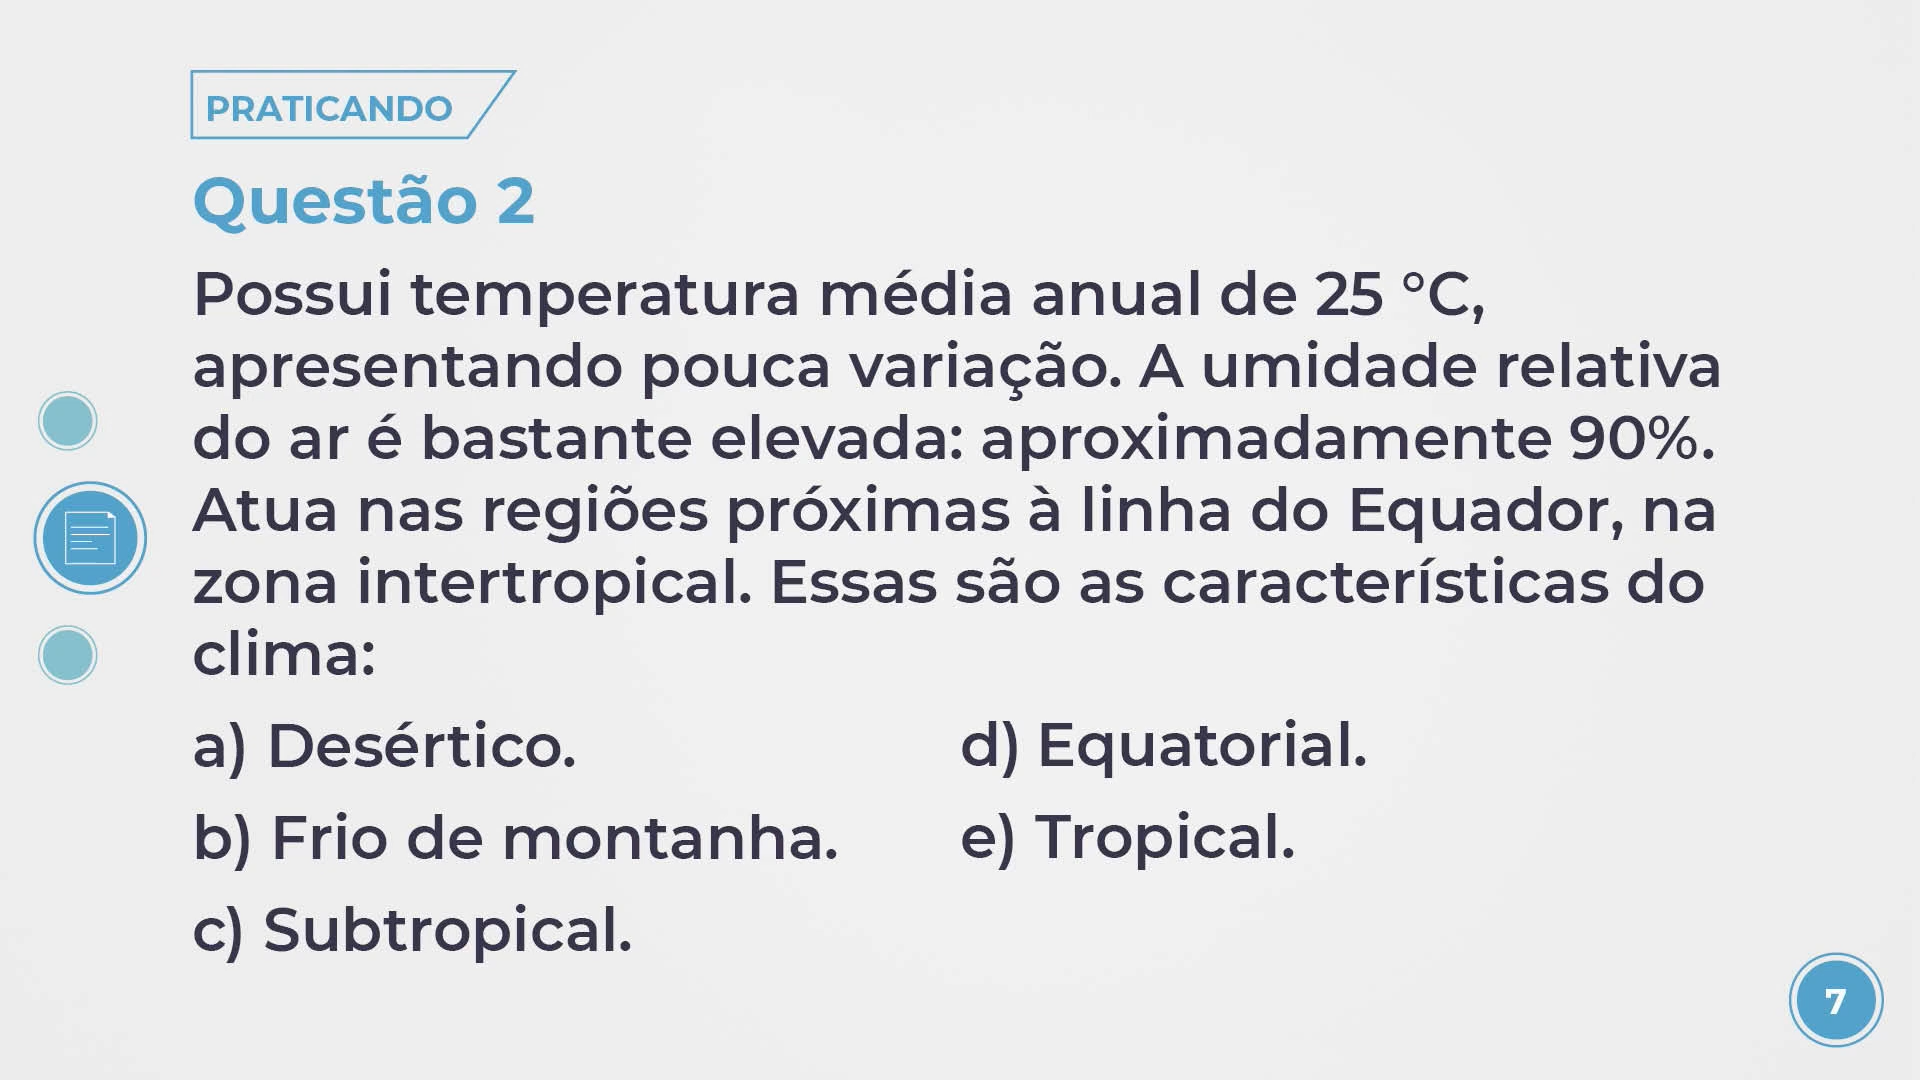 PRATICANDO
Questão 2
Possui temperatura média anual de 25 °C,
apresentando pouca variação. A umidade relativa
do ar é bastante elevada: aproximadamente 90%.
Atua nas regiões próximas à linha do Equador, na
zona intertropical. Essas são as características do
clima:
a) Desértico.
b) Frio de montanha.
c) Subtropical.
d) Equatorial.
e) Tropical.
7